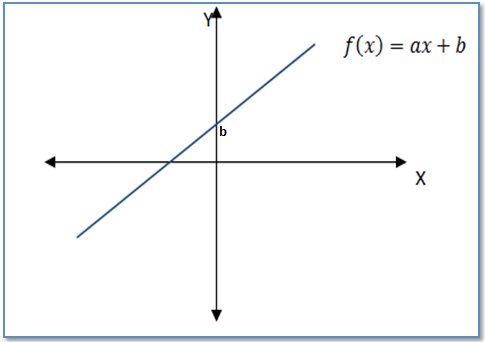 Y
f(x) = ax + b
b
X